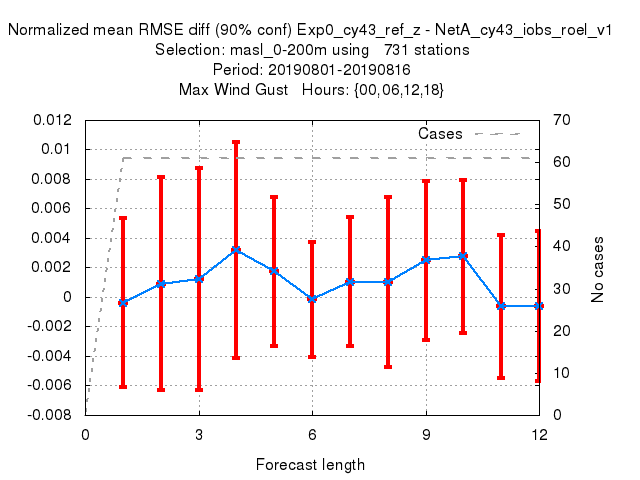 Normalized mean RMSE diff (90% conf) Exp0_cy43_ref_z - NetA_cy43_iobs_roel_v1
Selection: masl_0-200m using 731 stations
Period: 20190801-20190816
Max Wind Gust Hours: {00,06,12,18}
Cases
0.012
0.01
0.008
0.006
0.004
0.002
0
-0.002
-0.004
-0.006
-0.008
70
60
50
40
30
20
10
0
No cases
0 3 6 9 12
Forecast length